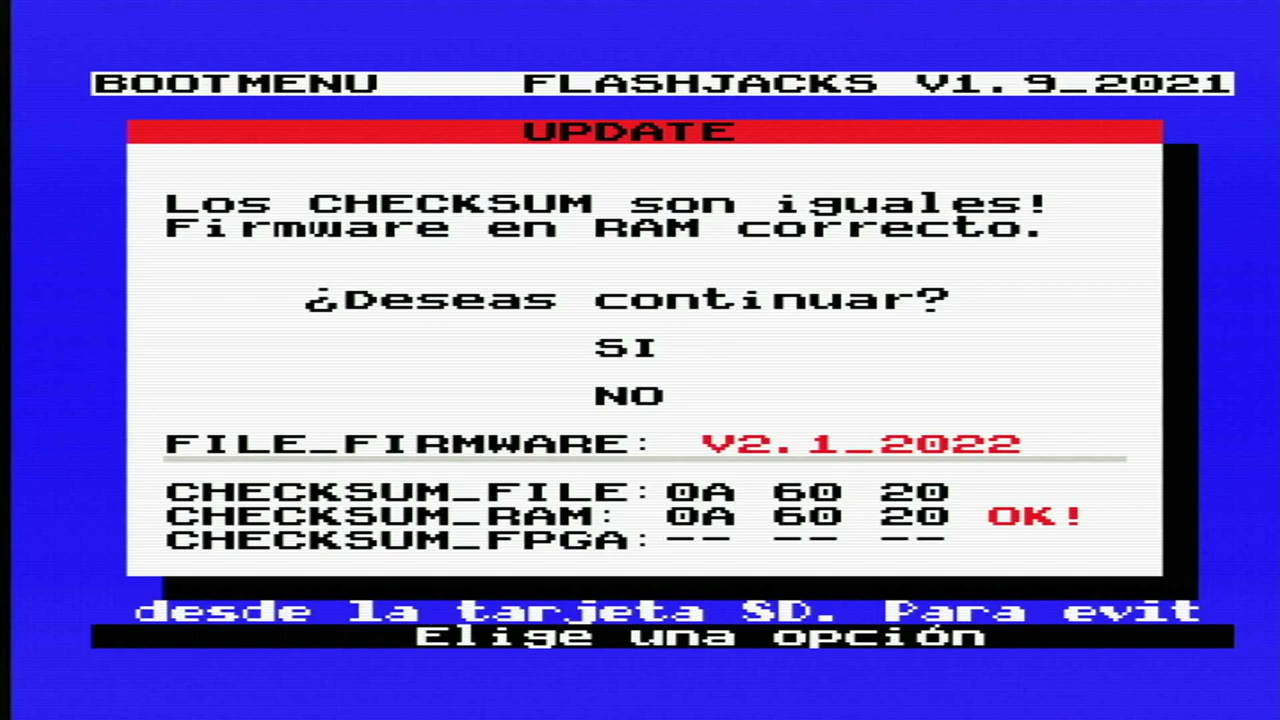 BOOTMENU FLASHJACKS V1.9_2021
UPDATE
Los CHECKSUM son iguales!
Firmware en RAM correcto.
¿Deseas continuar?
SI
NO
FILE_FIRMWARE: V2.1_2022
CHECKSUM_FILE:0A 60 20
CHECKSUM_RAM: 0A 60 20 OK!
CHECKSUM_FPGA:-- -- --
desde la tarjeta SD. Para evit
Elige una opción